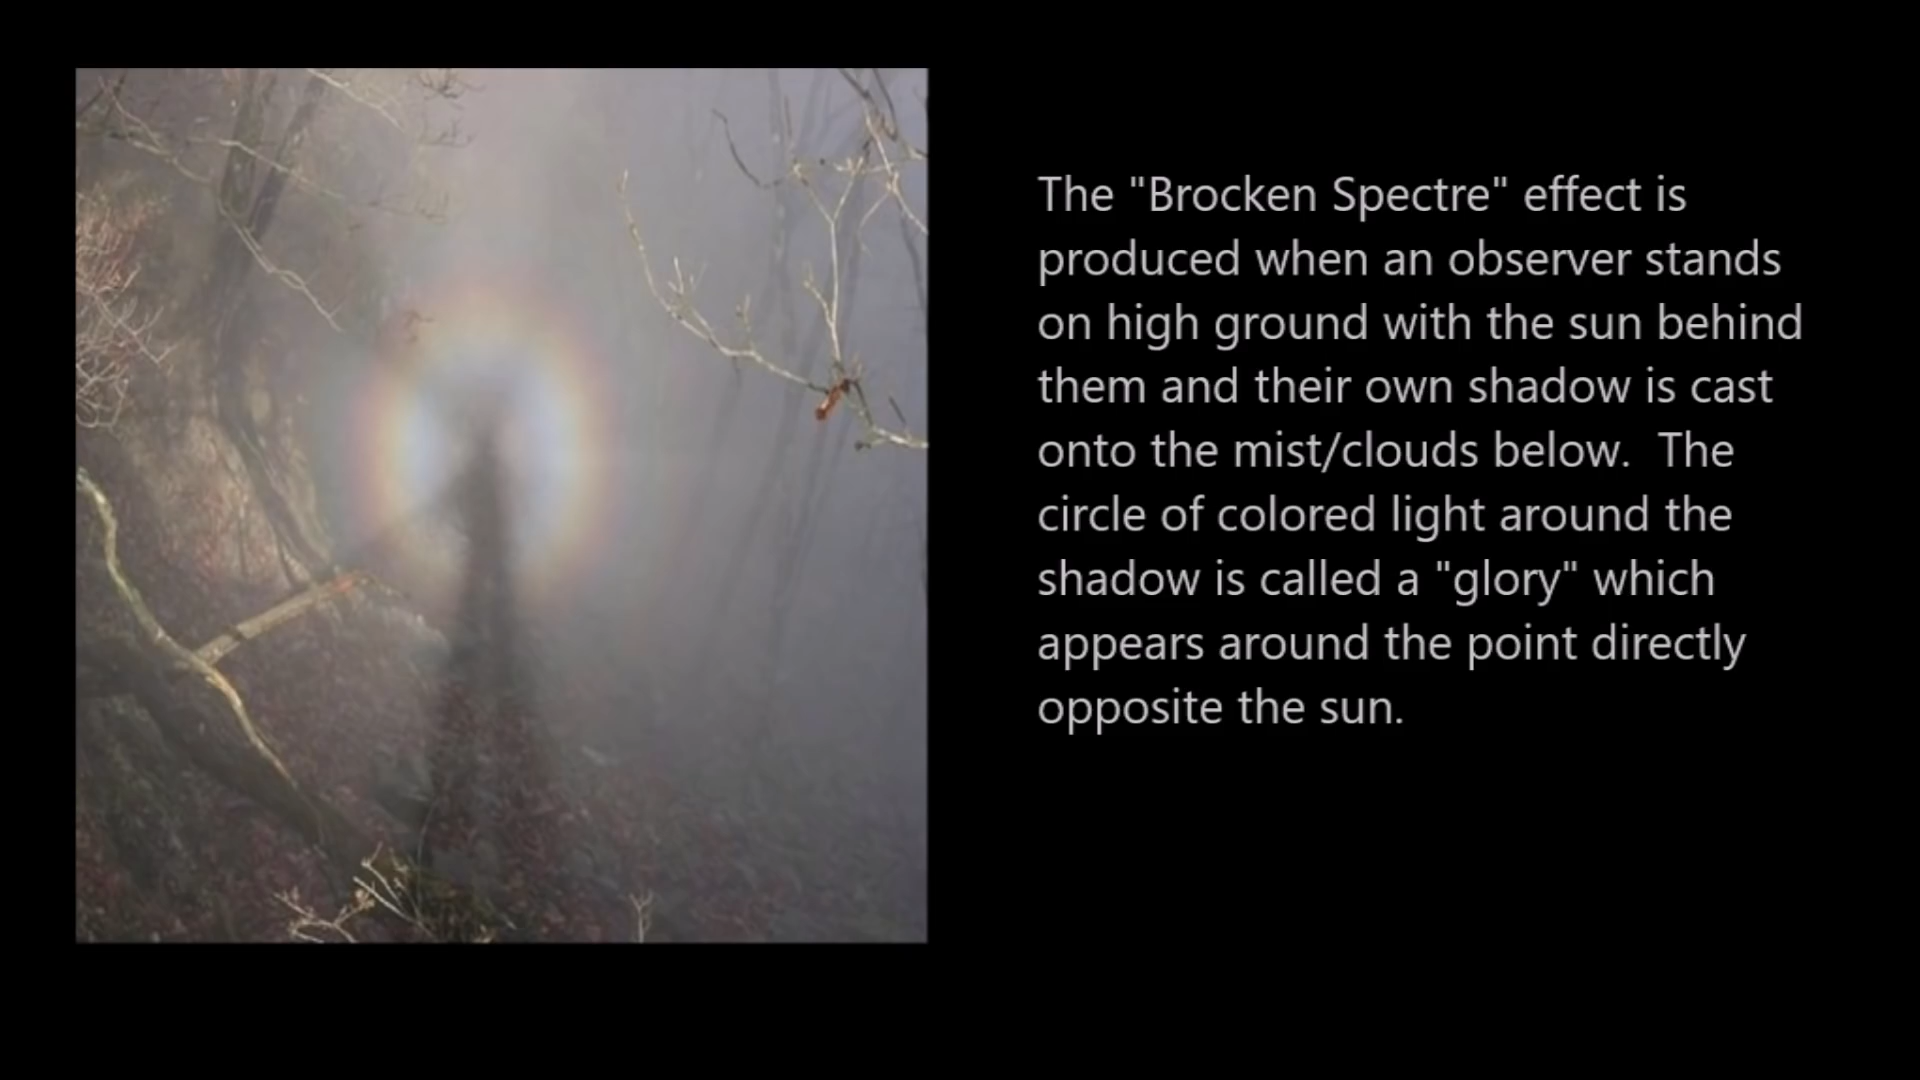 The "Brocken Spectre" effect is
produced when an observer stands
on high ground with the sun behind
them and their own shadow is cast
onto the mist/clouds below.  The
circle of colored light around the
shadow is called a "glory" which
appears around the point directly
opposite the sun.